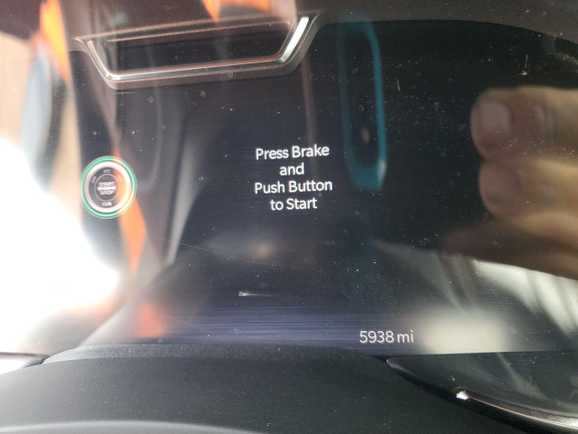 Press Brake
and
Push Button
to Start
5938 mi